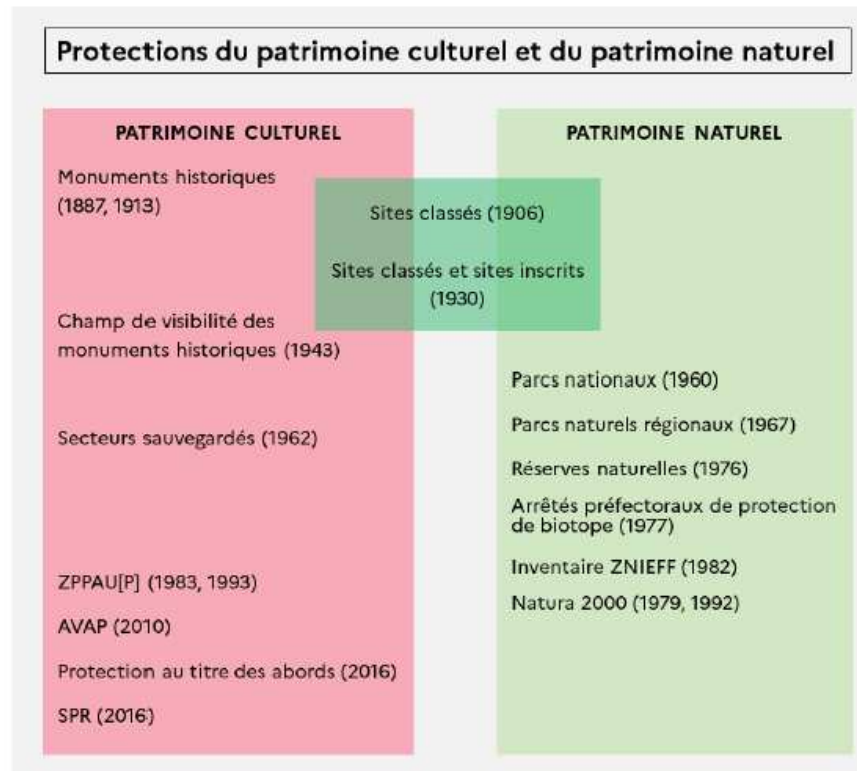 Protections du patrimoine culturel et du patrimoine naturel
PATRIMOINE CULTUREL
Monuments historiques
(1887, 1913)
Champ de visibilité des
monuments historiques (1943)
Secteurs sauvegardés (1962)
ZPPAU[P] (1983, 1993)
AVAP (2010)
Protection au titre des abords (2016)
SPR (2016)
Sites classés (1906)
Sites classés et sites inscrits
(1930)
PATRIMOINE NATUREL
Parcs nationaux (1960)
Parcs naturels régionaux (1967)
Réserves naturelles (1976)
Arrêtés préfectoraux de protection
de biotope (1977)
Inventaire ZNIEFF (1982)
Natura 2000 (1979, 1992)